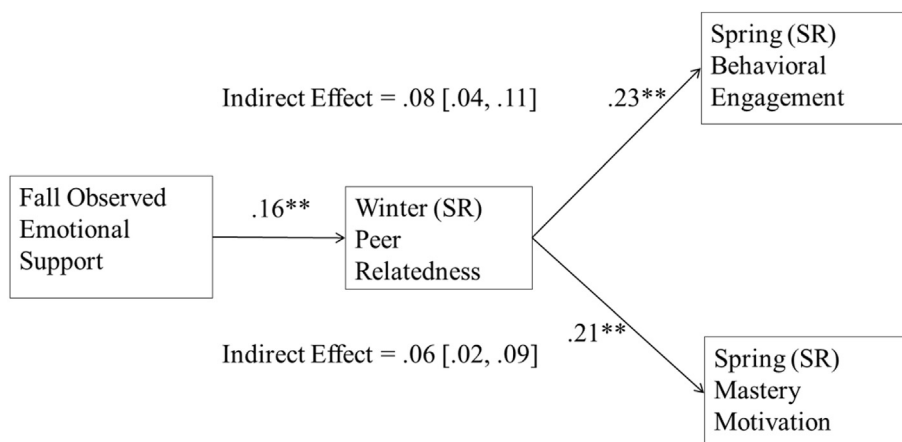 Spring (SR)
Behavioral
Engagement
Indirect Effect = .08 [.04, .11]
.23**
Fall Observed
Emotional
Support
.16**
Winter (SR)
Peer
Relatedness
Indirect Effect = .06 [.02, .09]
.21**
Spring (SR)
Mastery
Motivation